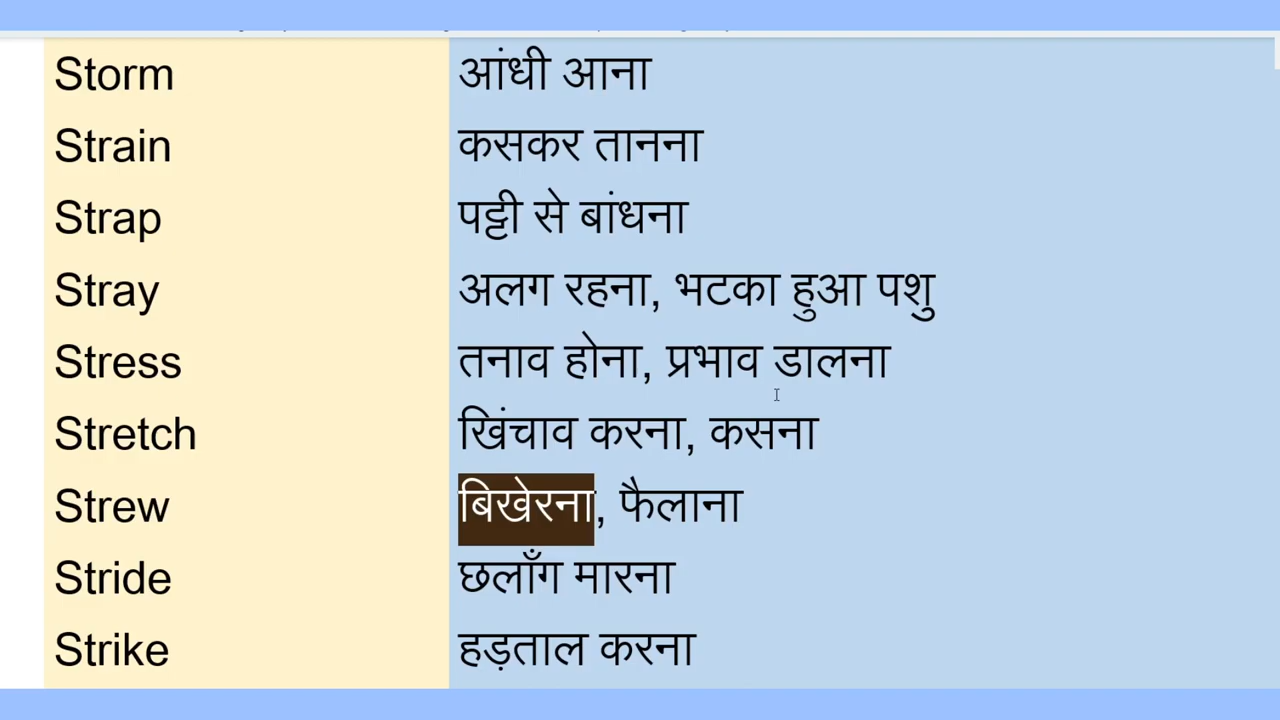 Storm आंधी आना
Strain कसकर तानना
Strap पट्टी से बांधना
Stray अलग रहना, भटका हुआ पशु
Stress तनाव होना, प्रभाव डालना
Stretch खिंचाव करना, कसना
Strew बिखेरना, फैलाना
Stride छलाँग मारना
Strike हड़ताल करना